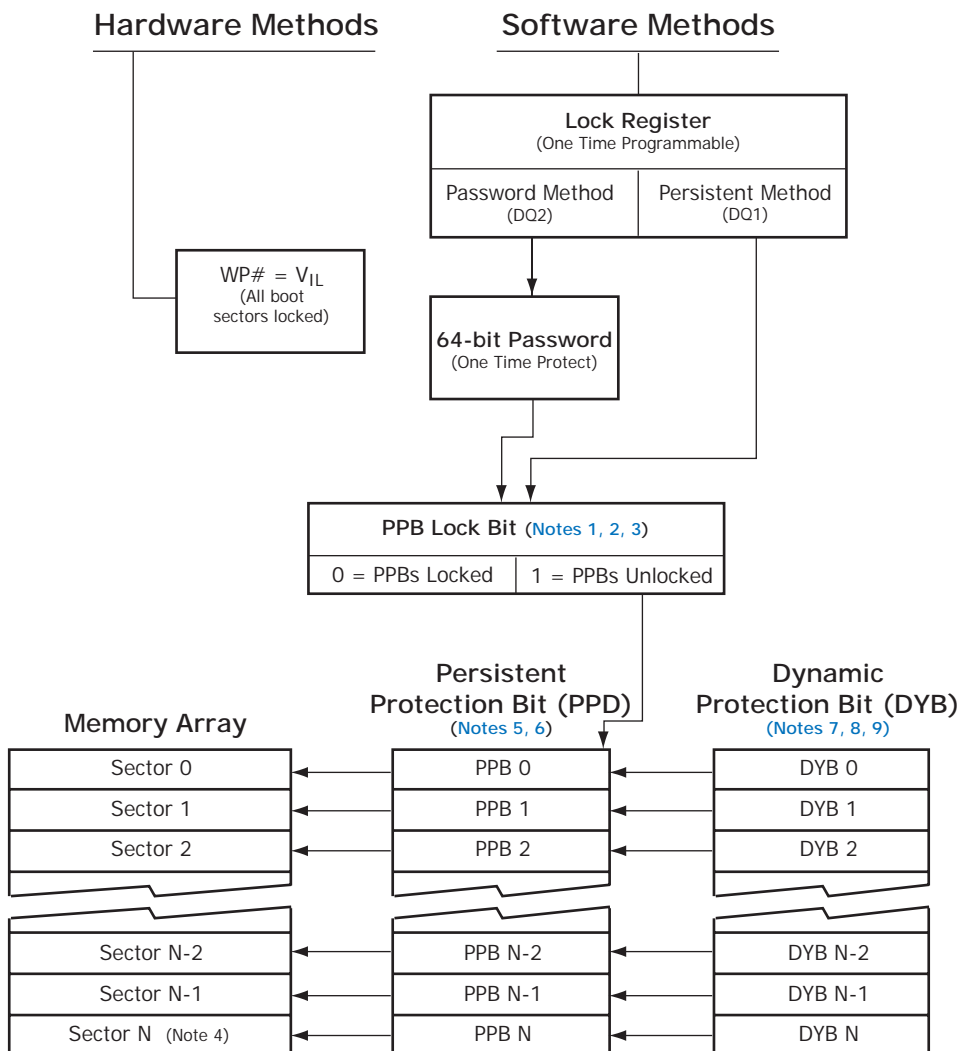 Hardware Methods
Software Methods
Lock Register
(One Time Programmable)
Password Method
(DQ2)
Persistent Method
(DQ1)
WP# = VIL
(All boot
sectors locked)
64-bit Password
(One Time Protect)
PPB Lock Bit (Notes 1, 2, 3)
0 = PPBs Locked
1 = PPBs Unlocked
Memory Array
Persistent
Protection Bit (PPD)
(Notes 5, 6)
Dynamic
Protection Bit (DYB)
(Notes 7, 8, 9)
Sector 0
PPB 0
DYB 0
Sector 1
PPB 1
DYB 1
Sector 2
PPB 2
DYB 2
Sector N-2
PPB N-2
DYB N-2
Sector N-1
PPB N-1
DYB N-1
Sector N (Note 4)
PPB N
DYB N